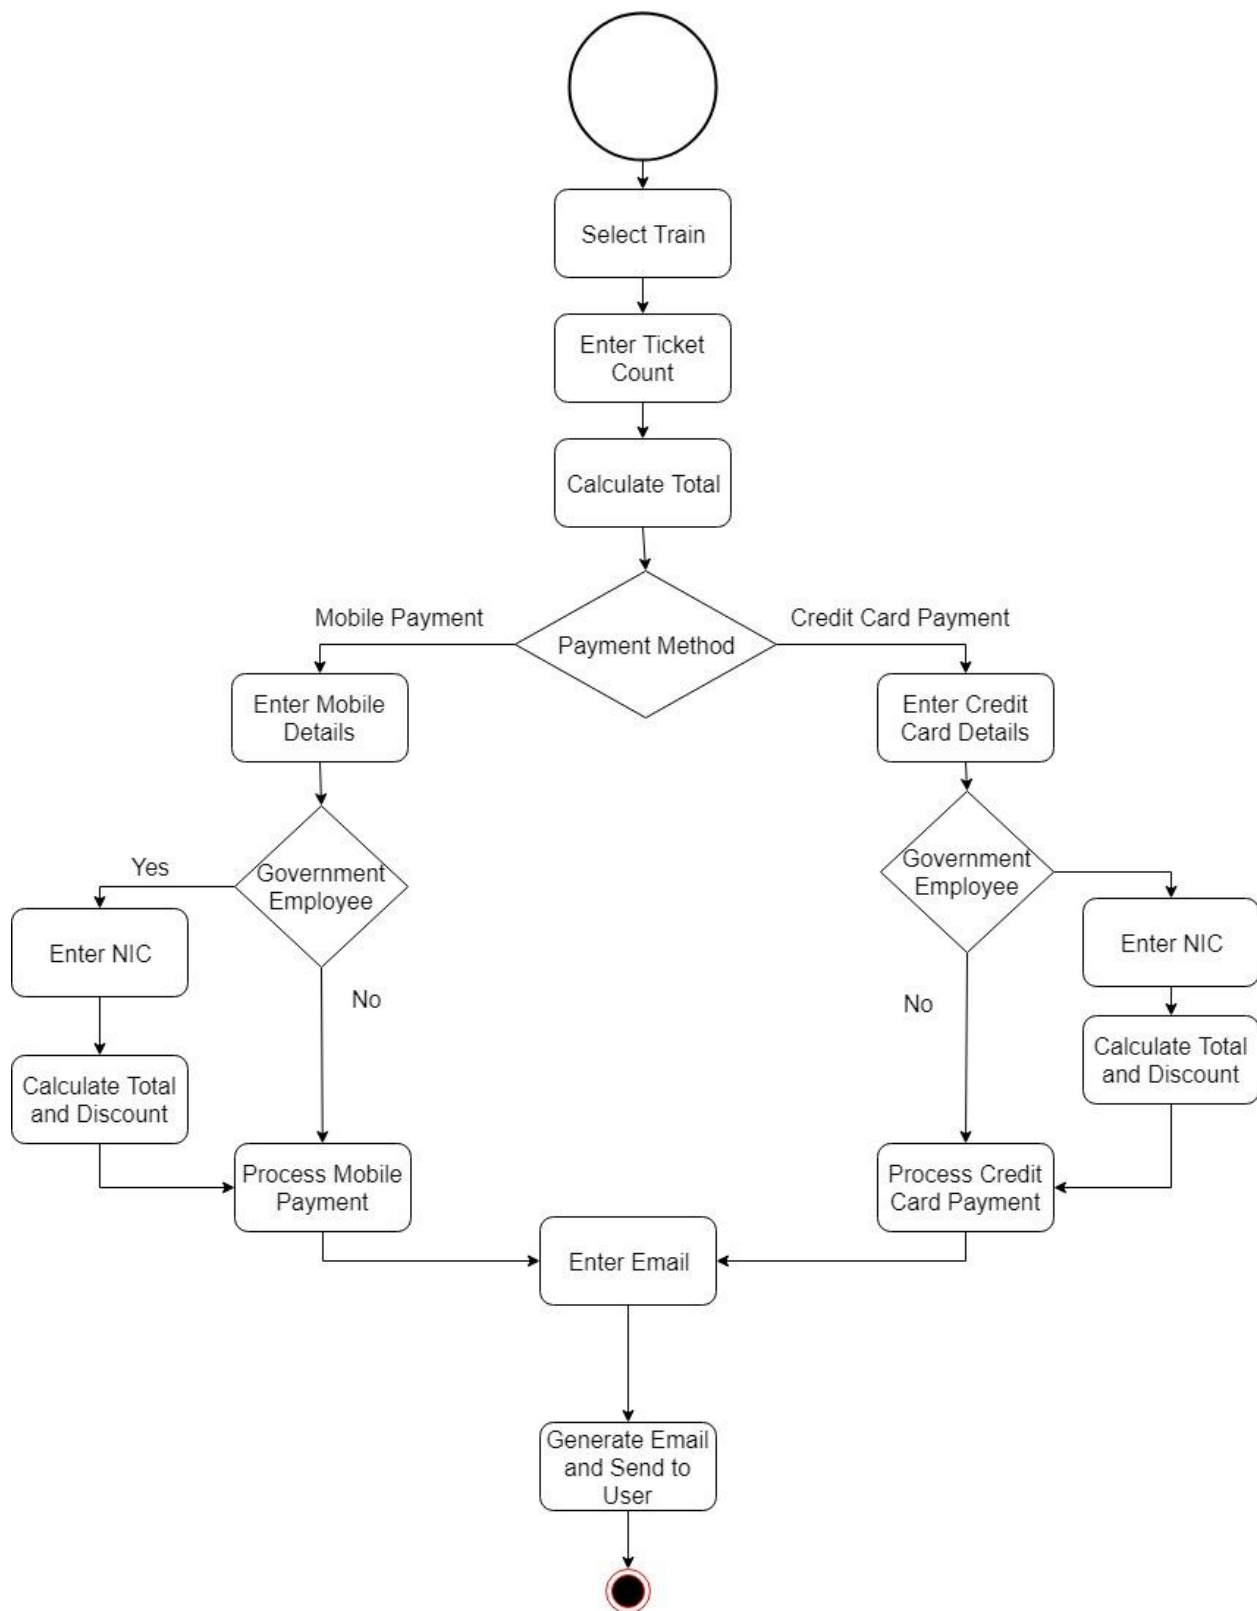 Select Train
Enter Ticket
Count
Calculate Total
Mobile Payment
Payment Method
Credit Card Payment
Enter Mobile
Details
Enter Credit
Card Details
Yes
Government
Employee
Government
Employee
Enter NIC
Enter NIC
No
No
Calculate Total
and Discount
Calculate Total
and Discount
Process Mobile
Payment
Process Credit
Card Payment
Enter Email
Generate Email
and Send to
User